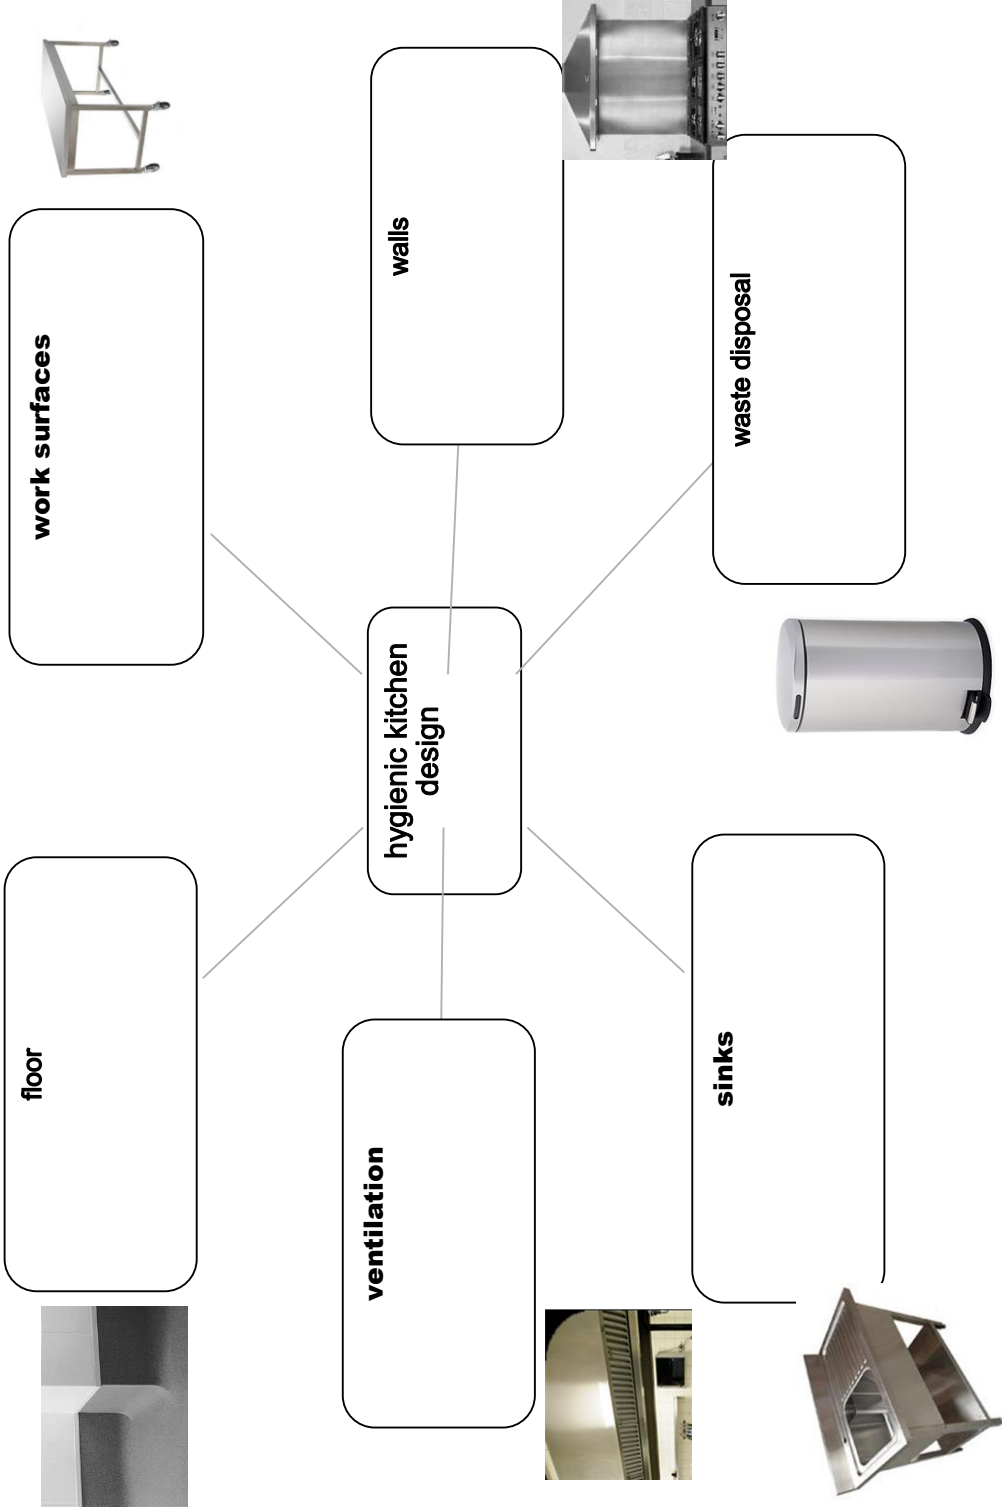 floor
work surfaces
ventilation
hygienic kitchen
design
walls
sinks
waste disposal